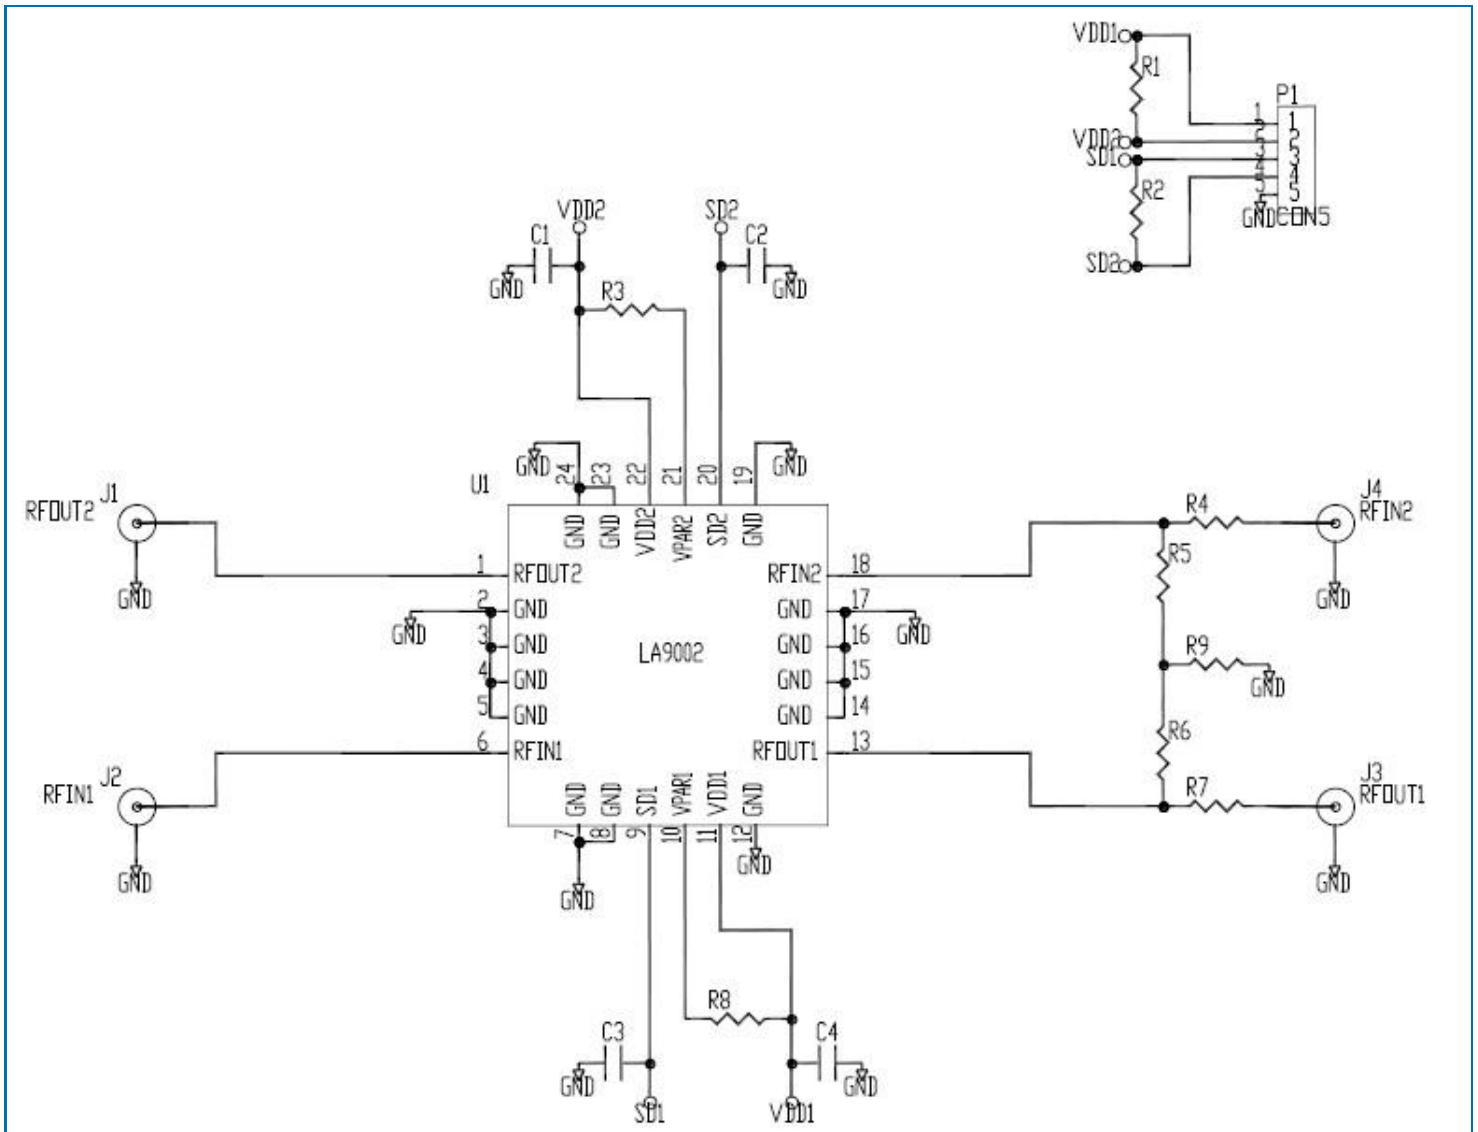 VDD1
R1
P1
1
1
VDD2
2
2
SD1
3
3
4
4
R2
5
5
GND
CON5
SD2
VDD2
SD2
C1
C2
GND
R3
GND
GND
24
23
22
21
20
19
GND
U1
J1
RFOUT2
GND
GND
GND
VDD2
VPAR2
SD2
GND
J4
RFIN2
R4
R5
1
RFOUT2
RFIN2
18
GND
2
GND
GND
17
GND
GND
3
GND
GND
16
R9
LA9002
4
GND
GND
15
GND
5
GND
GND
14
R6
6
RFIN1
RFOUT1
13
J2
RFIN1
J3
RFOUT1
R7
GND
GND
SD1
VPAR1
VDD1
GND
7
8
9
10
11
12
GND
GND
GND
GND
R8
C3
C4
GND
GND
SD1
VDD1